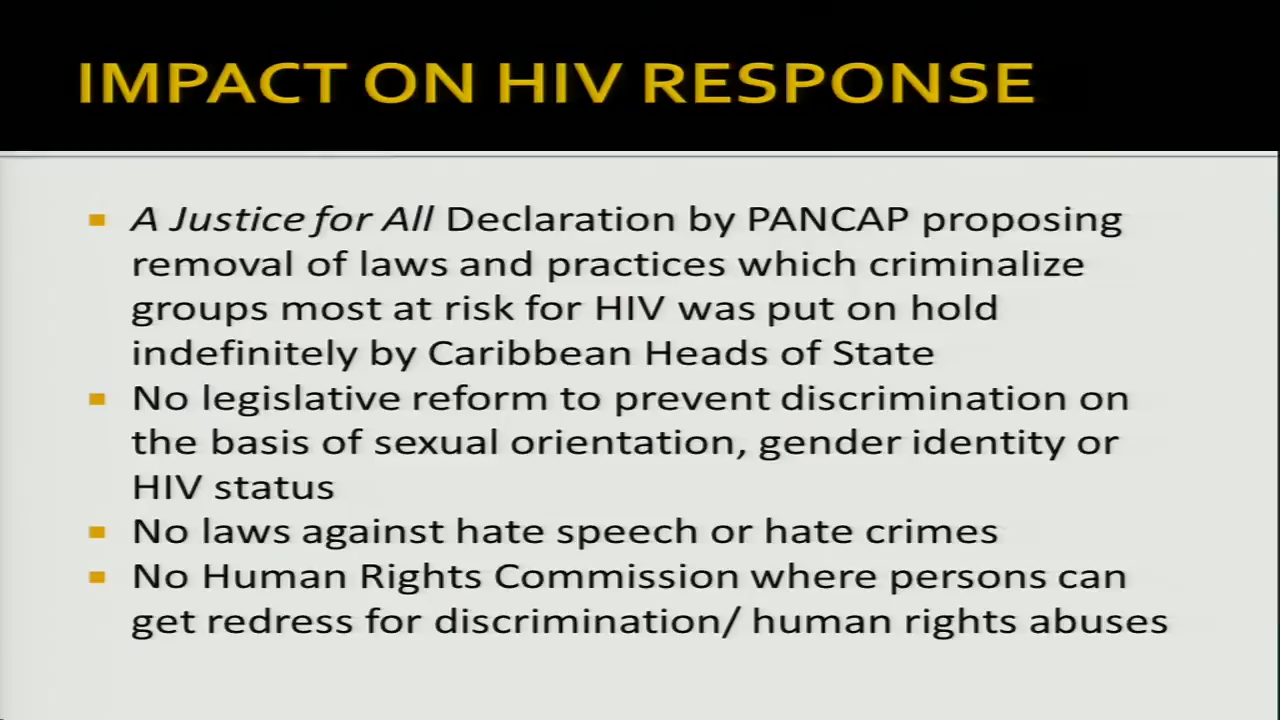 IMPACT ON HIV RESPONSE
A Justice for All Declaration by PANCAP proposing
removal of laws and practices which criminalize
groups most at risk for HIV was put on hold
indefinitely by Caribbean Heads of State
No legislative reform to prevent discrimination on
the basis of sexual orientation, gender identity or
HIV status
No laws against hate speech or hate crimes
No Human Rights Commission where persons can
get redress for discrimination/ human rights abuses